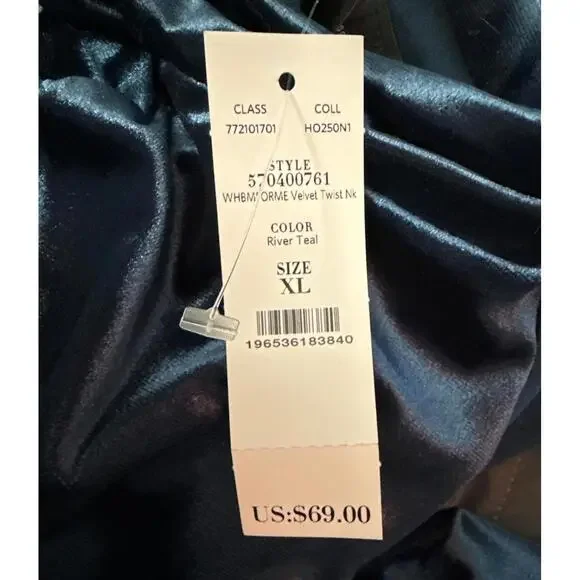 CLASS COLL
772101701 HO250N1
STYLE
570400761
WHBM FORME Velvet Twist Nk
COLOR
River Teal
SIZE
XL
196536183840
US:$69.00